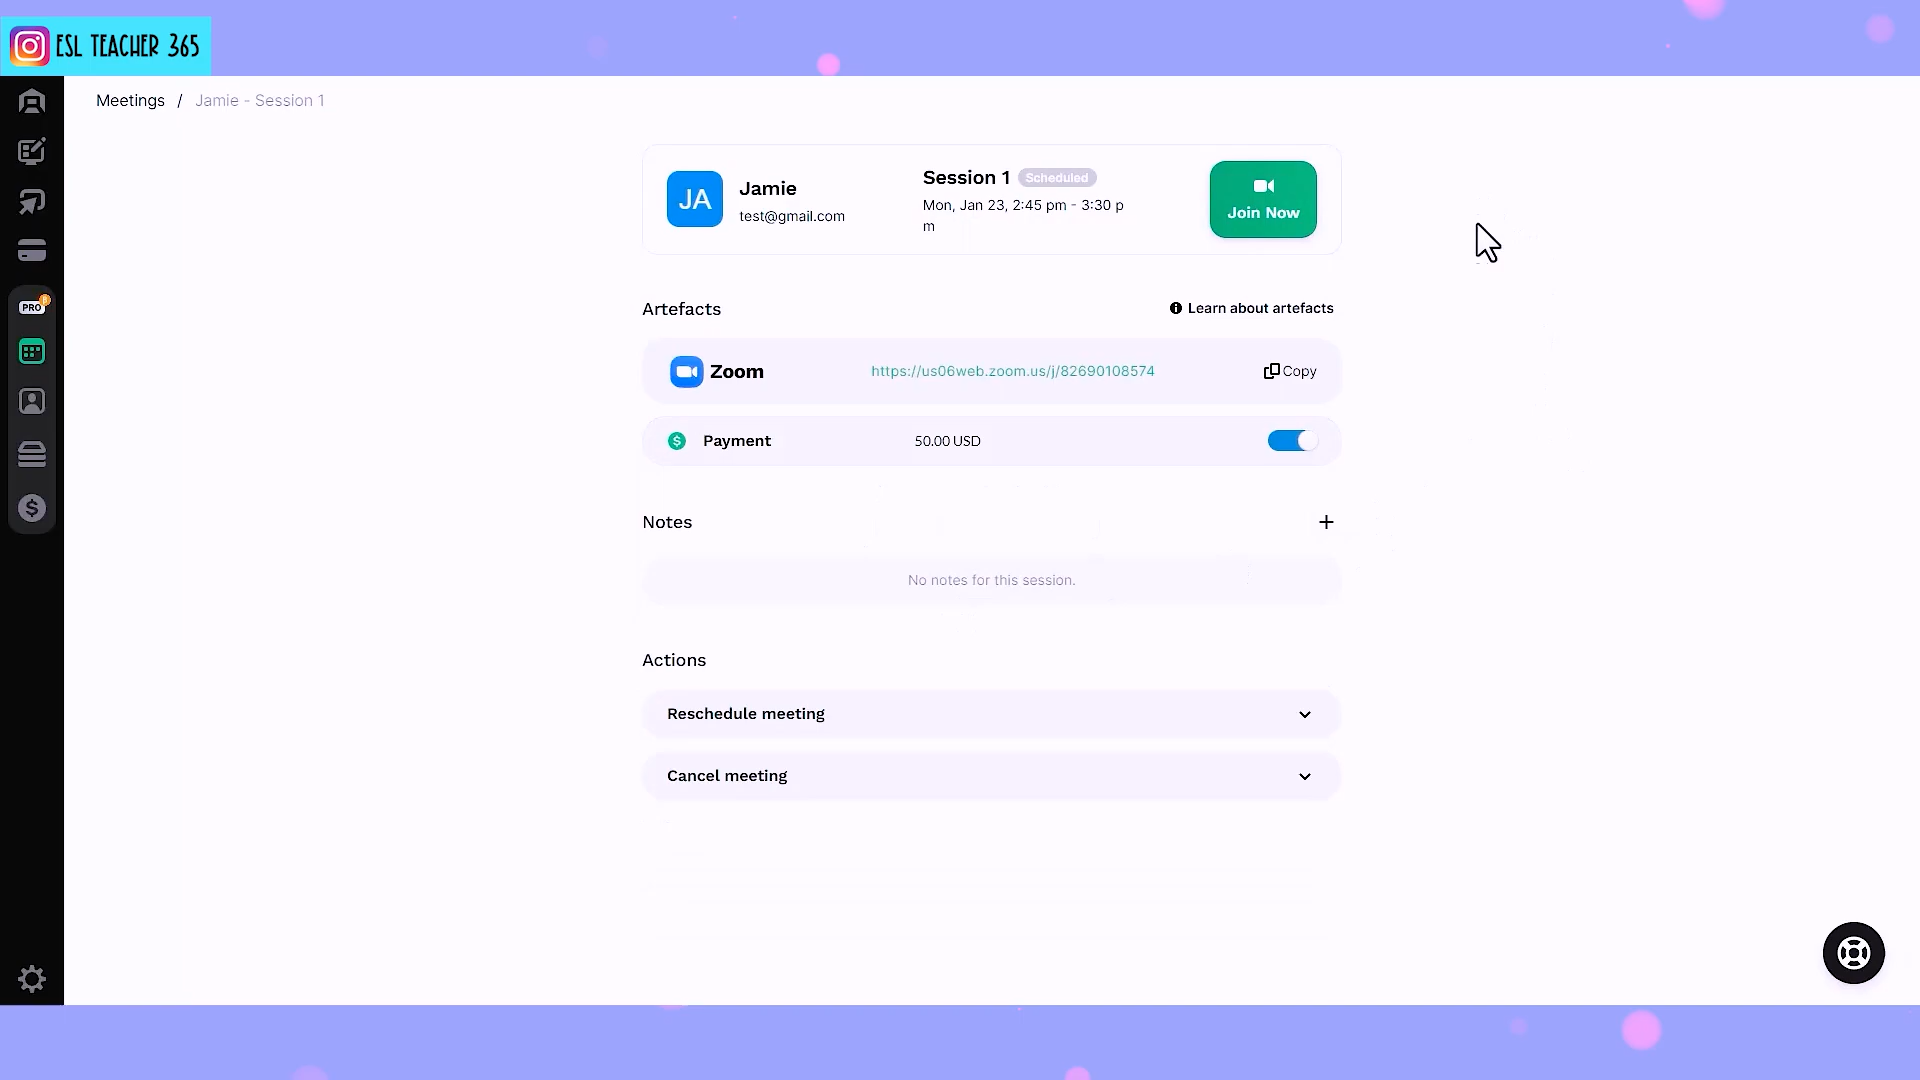 ESL TEACHER 365
Meetings / Jamie - Session 1
JA
Jamie
test@gmail.com
Session 1 Scheduled
Mon, Jan 23, 2:45 pm - 3:30 p
m
Join Now
PRO β
Artefacts
Learn about artefacts
Zoom
https://us06web.zoom.us/j/82690108574
Copy
$ Payment
50.00 USD
Notes
+
No notes for this session.
Actions
Reschedule meeting
Cancel meeting